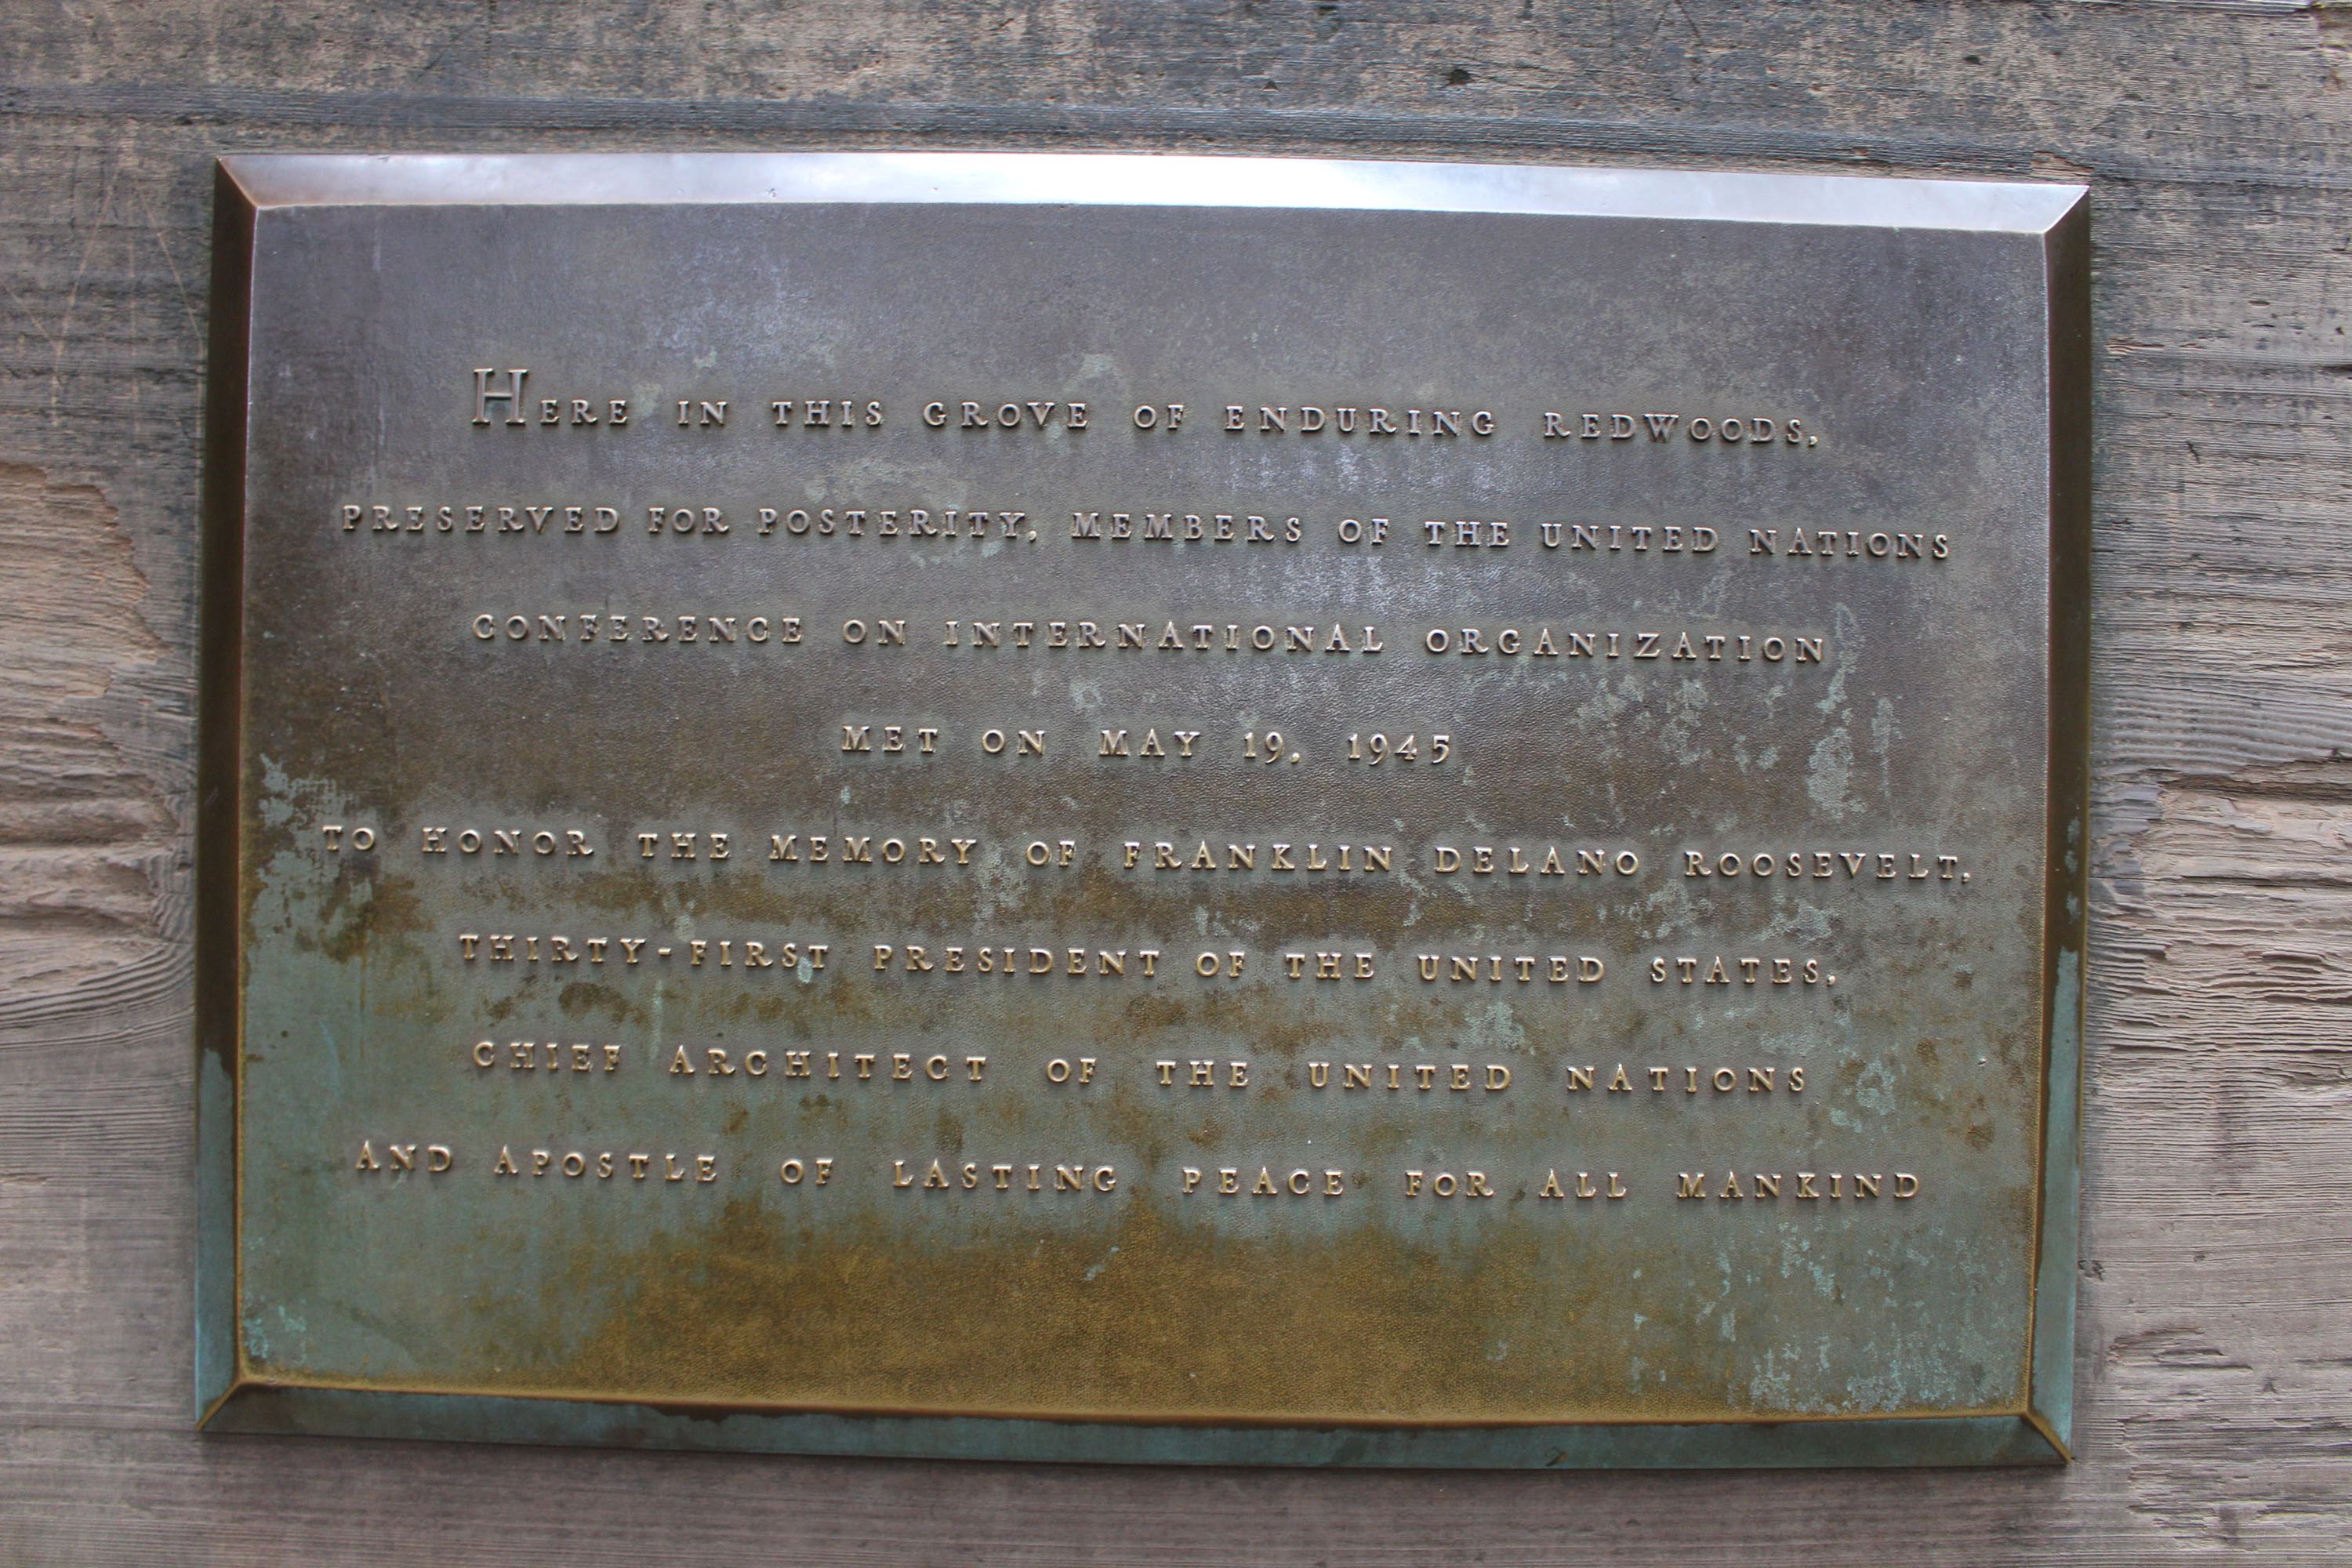 HERE IN THIS GROVE OF ENDURING REDWOODS,
PRESERVED FOR POSTERITY, MEMBERS OF THE UNITED NATIONS
CONFERENCE ON INTERNATIONAL ORGANIZATION
MET ON MAY 19, 1945
TO HONOR THE MEMORY OF FRANKLIN DELANO ROOSEVELT,
THIRTY-FIRST PRESIDENT OF THE UNITED STATES,
CHIEF ARCHITECT OF THE UNITED NATIONS
AND APOSTLE OF LASTING PEACE FOR ALL MANKIND